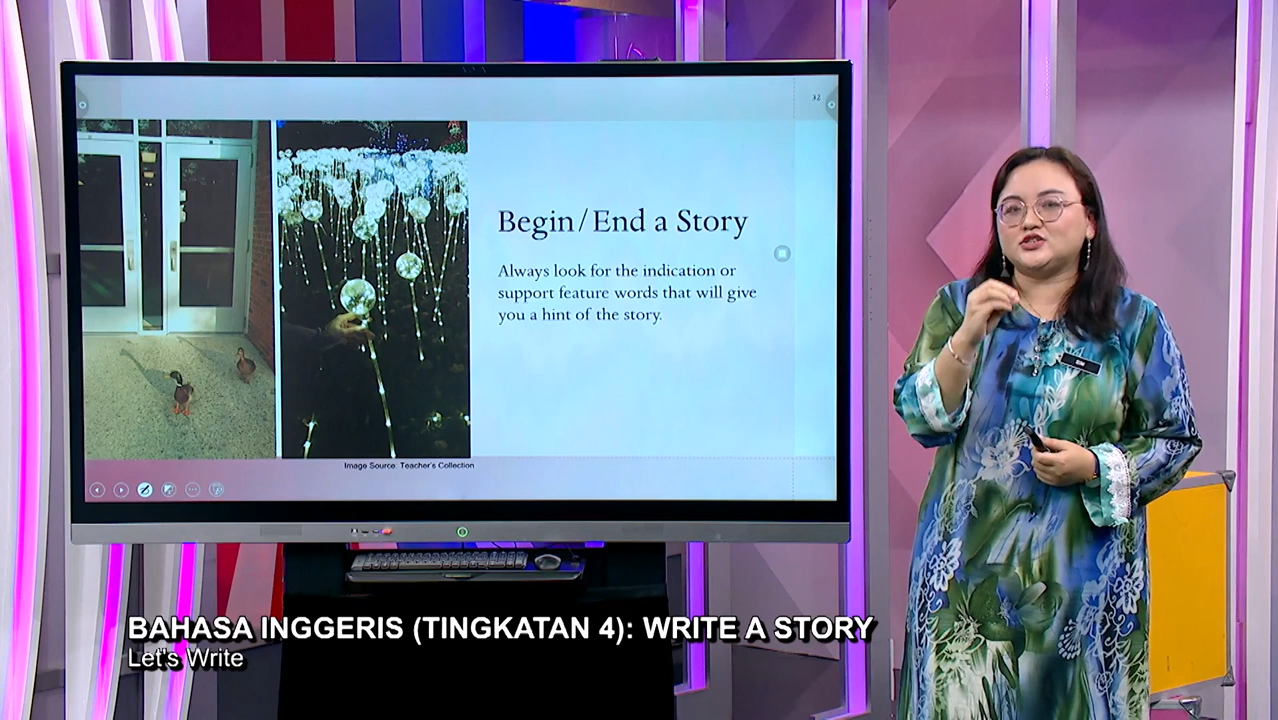 32
Begin/End a Story
Always look for the indication or
support feature words that will give
you a hint of the story.
Image Source: Teacher's Collection
BAHASA INGGERIS (TINGKATAN 4): WRITE A STORY
Let's Write